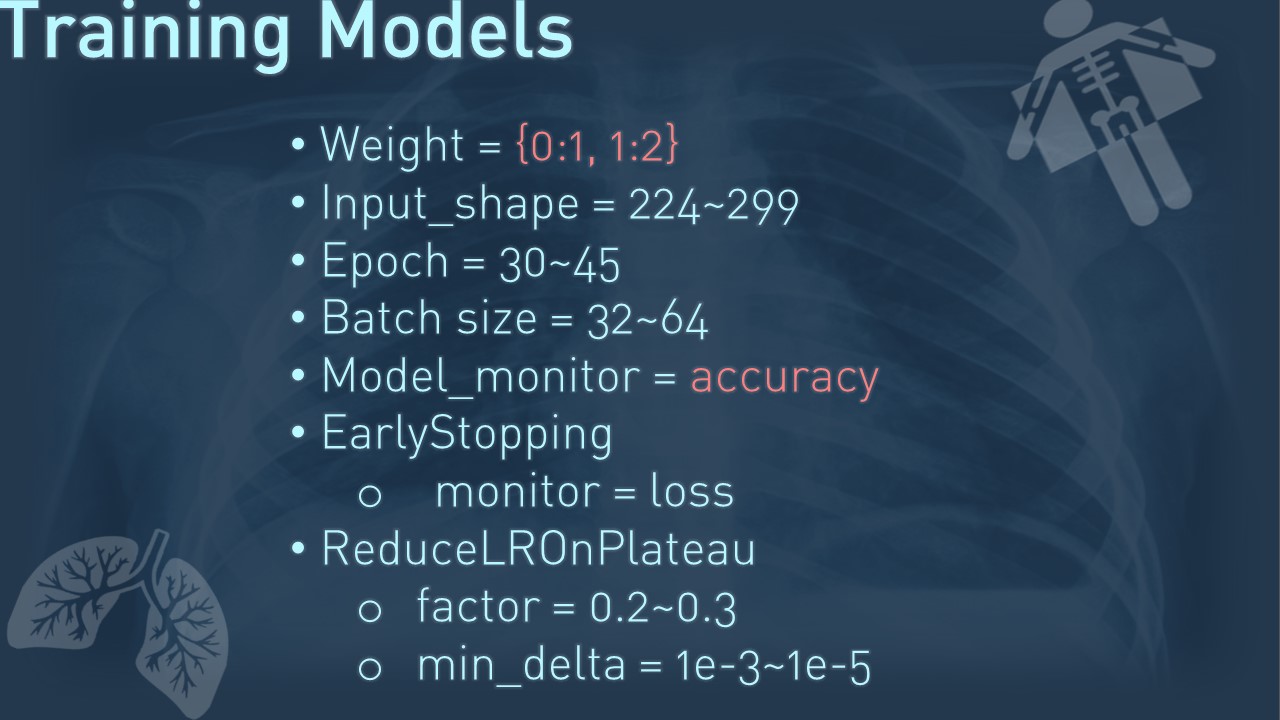 Training Models
• Weight = {0:1, 1:2}
• Input_shape = 224~299
• Epoch = 30~45
• Batch size = 32~64
• Model_monitor = accuracy
• EarlyStopping
○ monitor = loss
• ReduceLROnPlateau
○ factor = 0.2~0.3
○ min_delta = 1e-3~1e-5